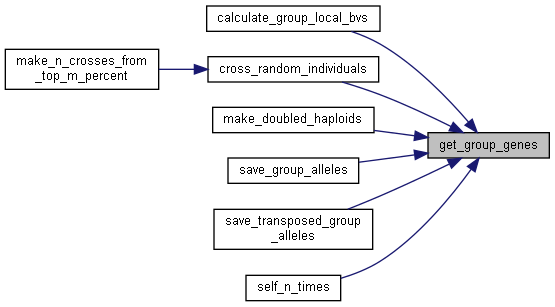 calculate_group_local_bvs
make_n_crosses_from
_top_m_percent
cross_random_individuals
make_doubled_haploids
get_group_genes
save_group_alleles
save_transposed_group
_alleles
self_n_times